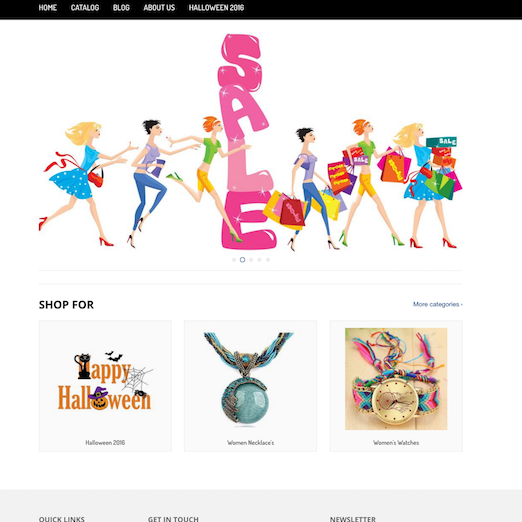 HOME CATALOG BLOG ABOUT US HALLOWEEN 2016
SALE
SALE
SHOP FOR
More categories ›
Happy
Halloween
Halloween 2016
Women Necklace's
Women's Watches
QUICK LINKS GET IN TOUCH NEWSLETTER